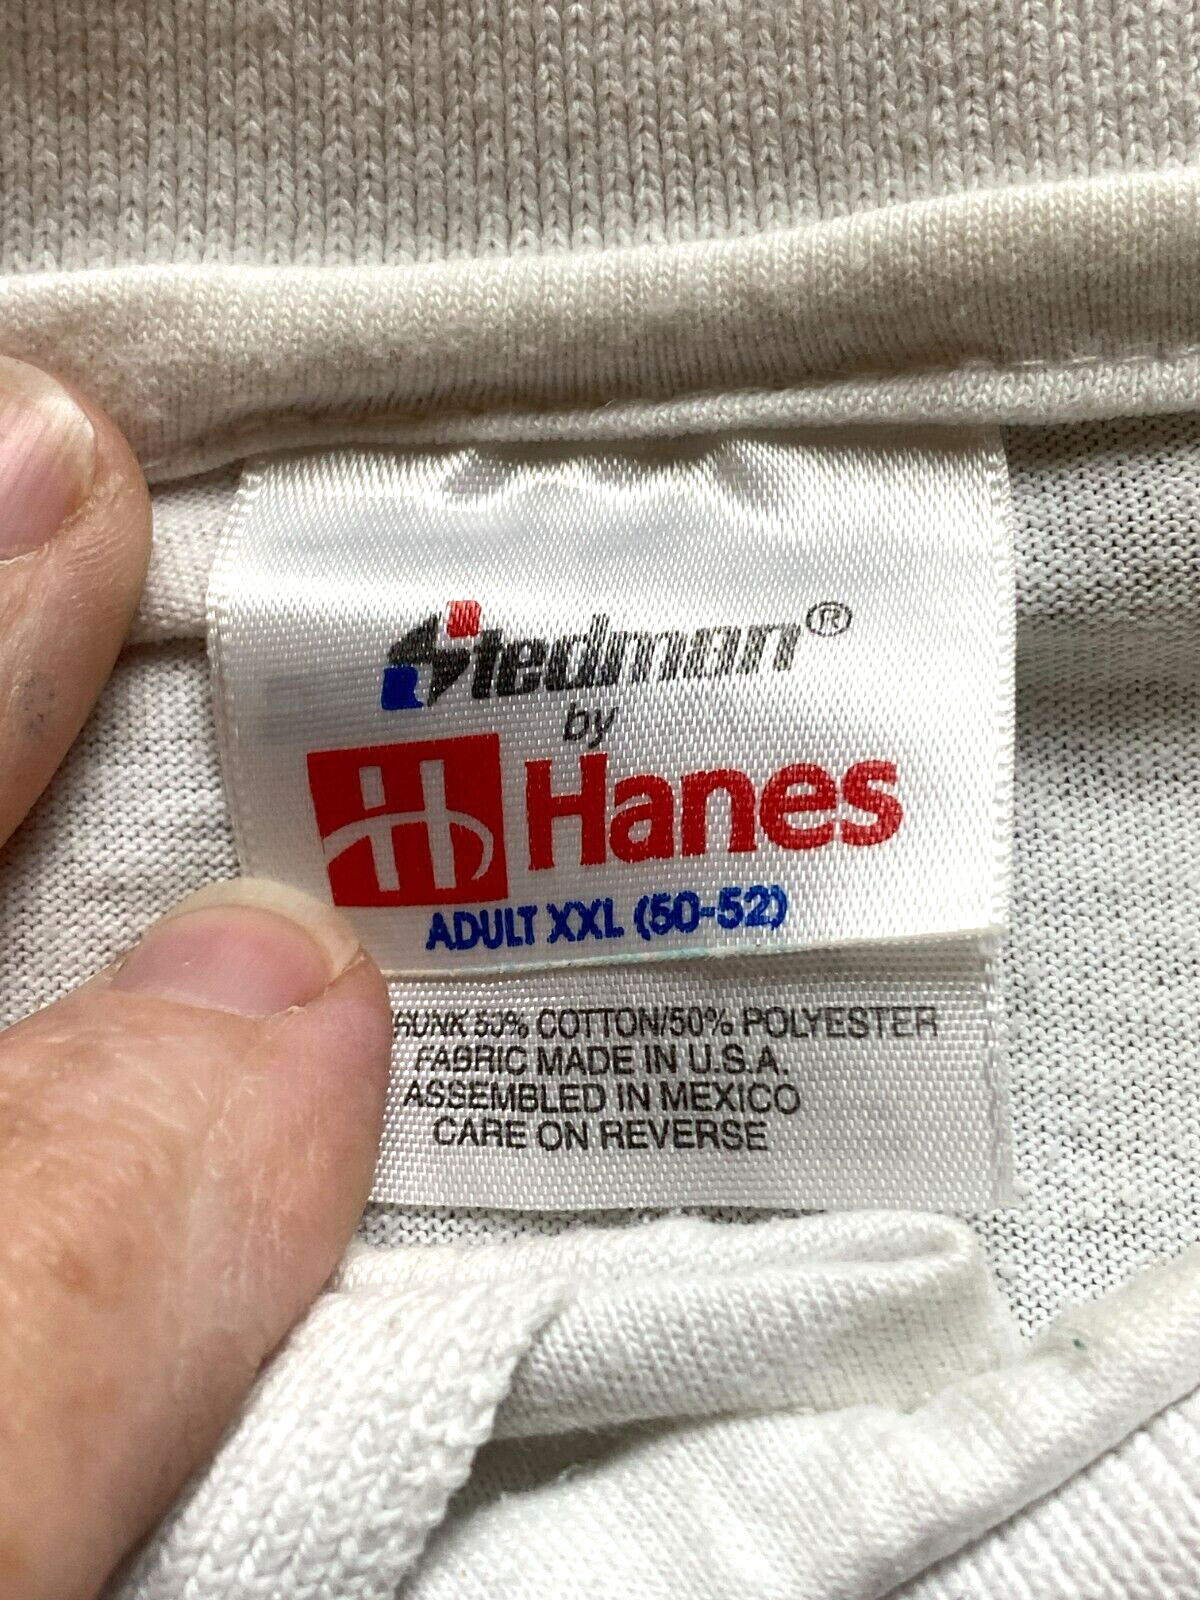 Stedman®
by
H Hanes
ADULT XXL (50-52)
50% COTTON/50% POLYESTER
FABRIC MADE IN U.S.A.
ASSEMBLED IN MEXICO
CARE ON REVERSE